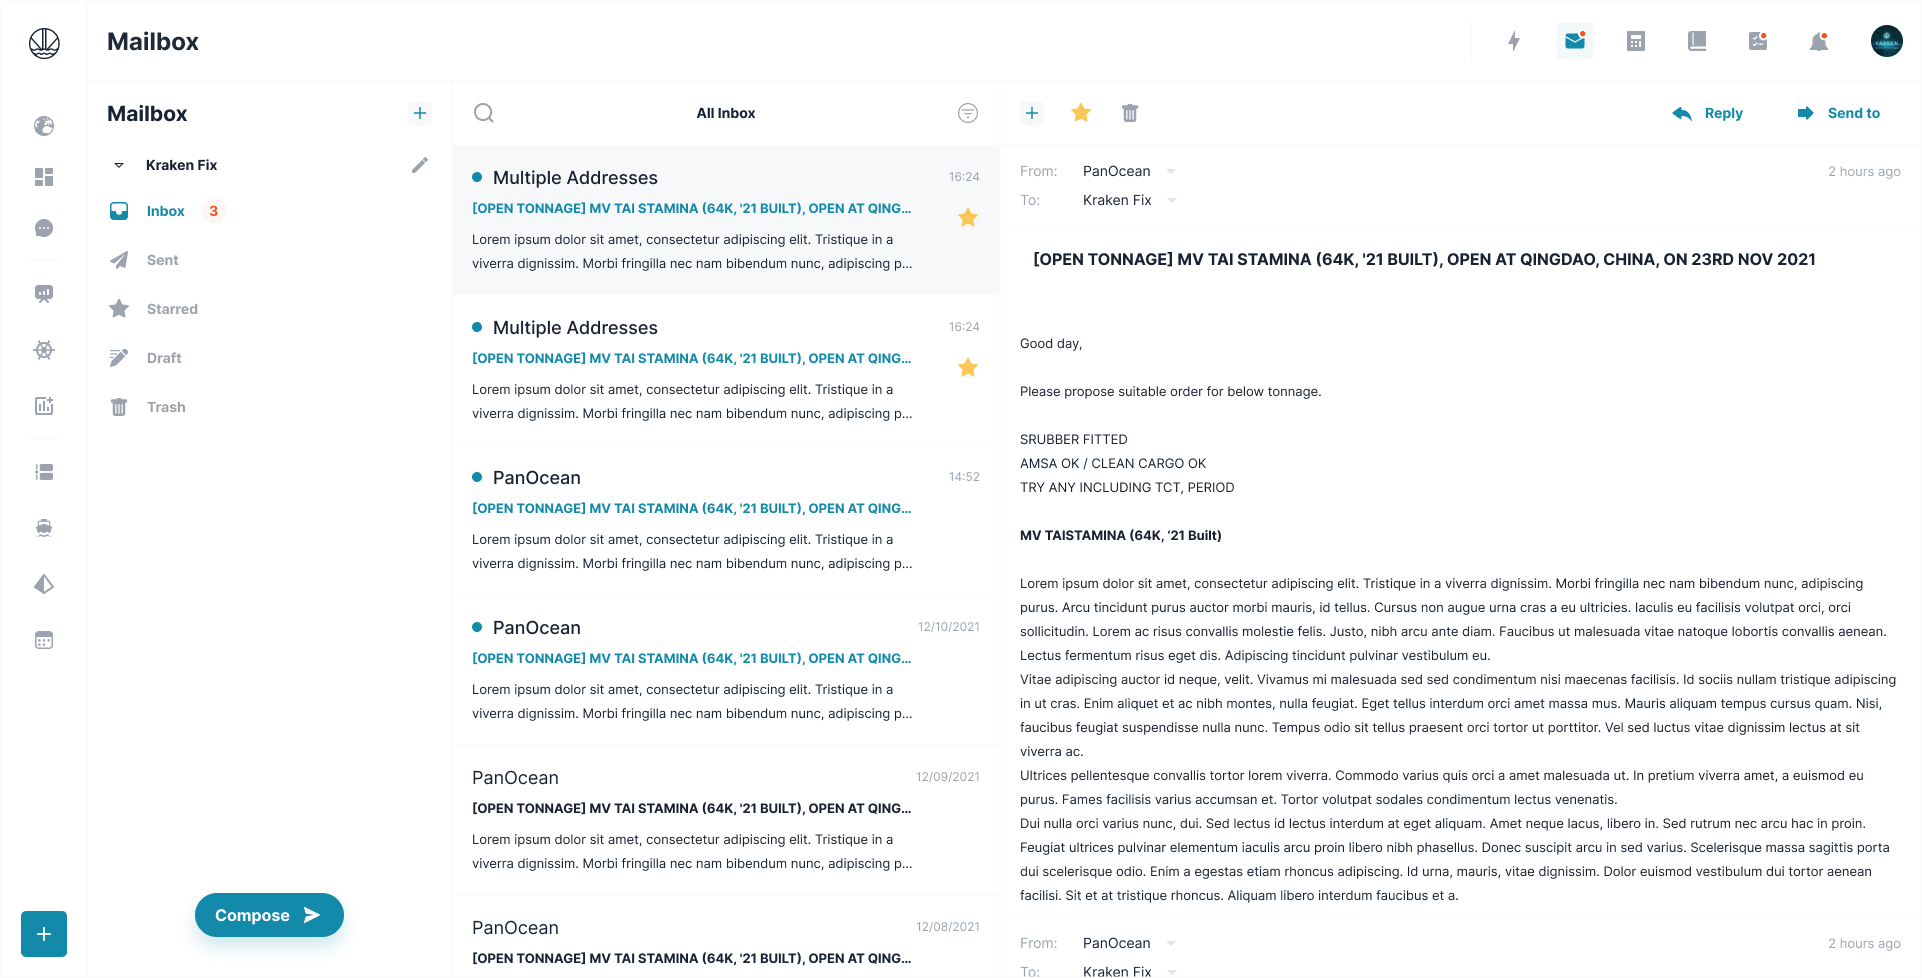 Mailbox
KRAKEN
Mailbox
Kraken Fix
Inbox 3
Sent
Starred
Draft
Trash
Compose
All Inbox
Multiple Addresses 16:24
[OPEN TONNAGE] MV TAI STAMINA (64K, '21 BUILT), OPEN AT QING...
Lorem ipsum dolor sit amet, consectetur adipiscing elit. Tristique in a
viverra dignissim. Morbi fringilla nec nam bibendum nunc, adipiscing p...
Multiple Addresses 16:24
[OPEN TONNAGE] MV TAI STAMINA (64K, '21 BUILT), OPEN AT QING...
Lorem ipsum dolor sit amet, consectetur adipiscing elit. Tristique in a
viverra dignissim. Morbi fringilla nec nam bibendum nunc, adipiscing p...
PanOcean 14:52
[OPEN TONNAGE] MV TAI STAMINA (64K, '21 BUILT), OPEN AT QING...
Lorem ipsum dolor sit amet, consectetur adipiscing elit. Tristique in a
viverra dignissim. Morbi fringilla nec nam bibendum nunc, adipiscing p...
PanOcean 12/10/2021
[OPEN TONNAGE] MV TAI STAMINA (64K, '21 BUILT), OPEN AT QING...
Lorem ipsum dolor sit amet, consectetur adipiscing elit. Tristique in a
viverra dignissim. Morbi fringilla nec nam bibendum nunc, adipiscing p...
PanOcean 12/09/2021
[OPEN TONNAGE] MV TAI STAMINA (64K, '21 BUILT), OPEN AT QING...
Lorem ipsum dolor sit amet, consectetur adipiscing elit. Tristique in a
viverra dignissim. Morbi fringilla nec nam bibendum nunc, adipiscing p...
PanOcean 12/08/2021
[OPEN TONNAGE] MV TAI STAMINA (64K, '21 BUILT), OPEN AT QING...
Reply Send to
From: PanOcean 2 hours ago
To: Kraken Fix
[OPEN TONNAGE] MV TAI STAMINA (64K, '21 BUILT), OPEN AT QINGDAO, CHINA, ON 23RD NOV 2021
Good day,
Please propose suitable order for below tonnage.
SRUBBER FITTED
AMSA OK / CLEAN CARGO OK
TRY ANY INCLUDING TCT, PERIOD
MV TAISTAMINA (64K, ‘21 Built)
Lorem ipsum dolor sit amet, consectetur adipiscing elit. Tristique in a viverra dignissim. Morbi fringilla nec nam bibendum nunc, adipiscing
purus. Arcu tincidunt purus auctor morbi mauris, id tellus. Cursus non augue urna cras a eu ultricies. Iaculis eu facilisis volutpat orci, orci
sollicitudin. Lorem ac risus convallis molestie felis. Justo, nibh arcu ante diam. Faucibus ut malesuada vitae natoque lobortis convallis aenean.
Lectus fermentum risus eget dis. Adipiscing tincidunt pulvinar vestibulum eu.
Vitae adipiscing auctor id neque, velit. Vivamus mi malesuada sed sed condimentum nisi maecenas facilisis. Id sociis nullam tristique adipiscing
in ut cras. Enim aliquet et ac nibh montes, nulla feugiat. Eget tellus interdum orci amet massa mus. Mauris aliquam tempus cursus quam. Nisi,
faucibus feugiat suspendisse nulla nunc. Tempus odio sit tellus praesent orci tortor ut porttitor. Vel sed luctus vitae dignissim lectus at sit
viverra ac.
Ultrices pellentesque convallis tortor lorem viverra. Commodo varius quis orci a amet malesuada ut. In pretium viverra amet, a euismod eu
purus. Fames facilisis varius accumsan et. Tortor volutpat sodales condimentum lectus venenatis.
Dui nulla orci varius nunc, dui. Sed lectus id lectus interdum at eget aliquam. Amet neque lacus, libero in. Sed rutrum nec arcu hac in proin.
Feugiat ultrices pulvinar elementum iaculis arcu proin libero nibh phasellus. Donec suscipit arcu in sed varius. Scelerisque massa sagittis porta
dui scelerisque odio. Enim a egestas etiam rhoncus adipiscing. Id urna, mauris, vitae dignissim. Dolor euismod vestibulum dui tortor aenean
facilisi. Sit et at tristique rhoncus. Aliquam libero interdum faucibus et a.
From: PanOcean 2 hours ago
To: Kraken Fix